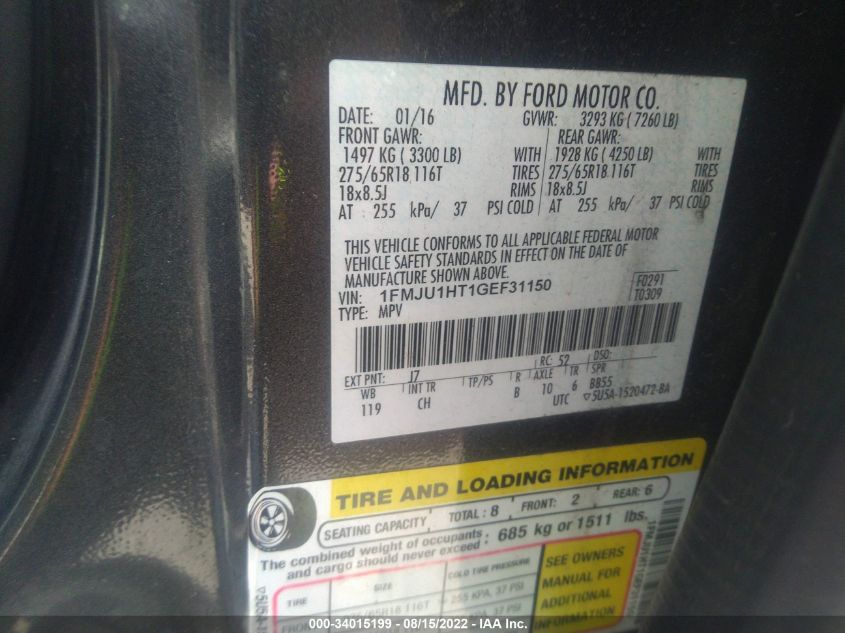 MFD. BY FORD MOTOR CO.
DATE: 01/16 GVWR: 3293 KG ( 7260 LB)
FRONT GAWR: REAR GAWR:
1497 KG ( 3300 LB) WITH 1928 KG ( 4250 LB) WITH
275/65R18 116T TIRES 275/65R18 116T TIRES
18x8.5J RIMS 18x8.5J RIMS
AT 255 kPa/ 37 PSI COLD AT 255 kPa/ 37 PSI COLD
THIS VEHICLE CONFORMS TO ALL APPLICABLE FEDERAL MOTOR
VEHICLE SAFETY STANDARDS IN EFFECT ON THE DATE OF
MANUFACTURE SHOWN ABOVE.
VIN: 1FMJU1HT1GEF31150 F0291
TYPE: MPV T0309
EXT PNT: J7 RC: 52 DSO:
WB INT TR TP/PS R AXLE TR SPR
119 CH B 10 6 BB55
UTC ▽5U5A-1520472-BA
TIRE AND LOADING INFORMATION
SEATING CAPACITY TOTAL : 8 FRONT: 2 REAR: 6
The combined weight of occupants and cargo should never exceed : 685 kg or 1511 lbs.
TIRE SIZE COLD TIRE PRESSURE
255 KPA, 37 PSI
SEE OWNERS
MANUAL FOR
ADDITIONAL
INFORMATION
000-34015199 - 08/15/2022 - IAA Inc.